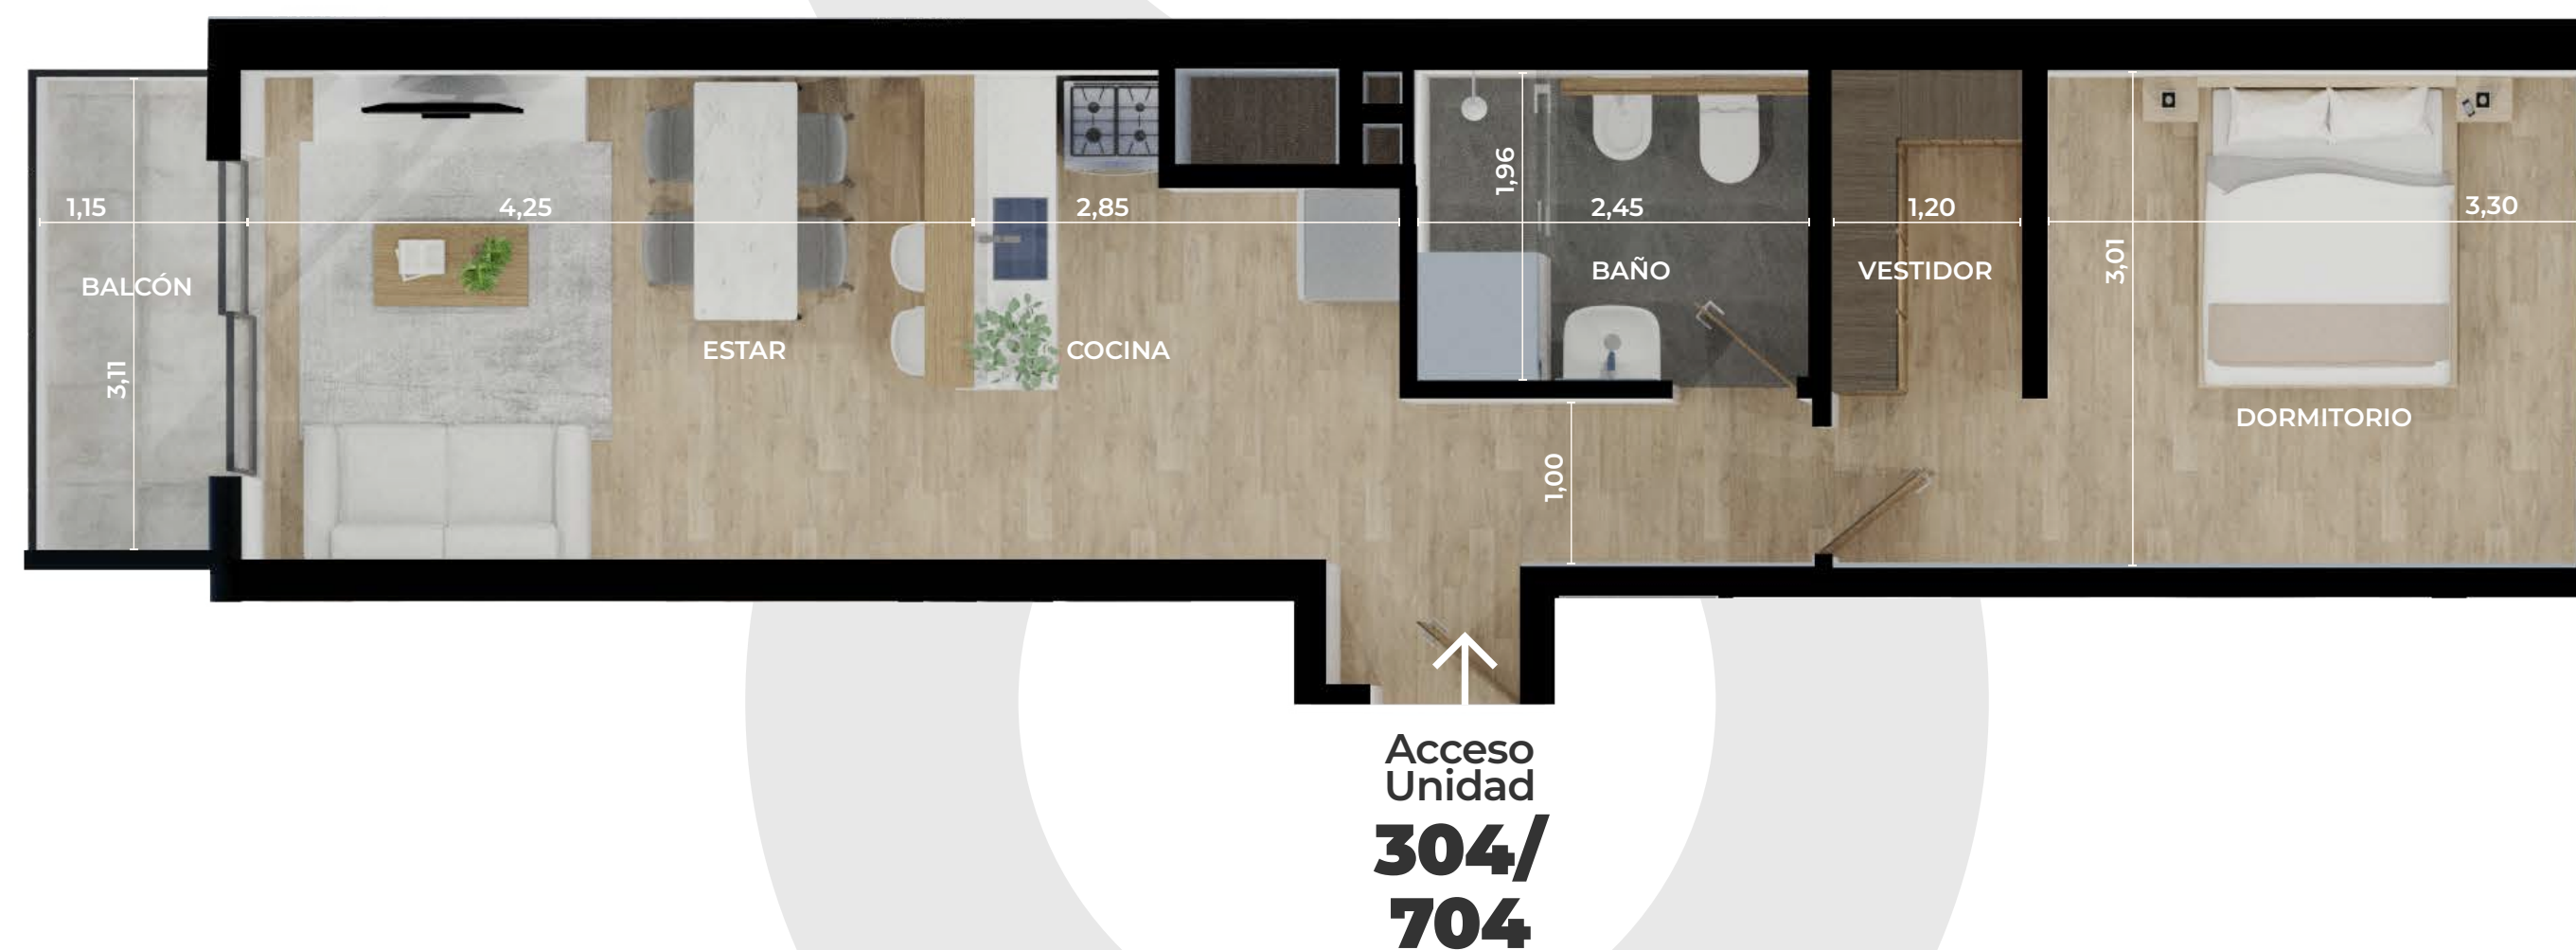 1,15
4,25
2,85
1,96
2,45
1,20
3,30
3,01
BALCÓN
BAÑO
VESTIDOR
3,11
ESTAR
COCINA
DORMITORIO
1,00
Acceso
Unidad
304/
704